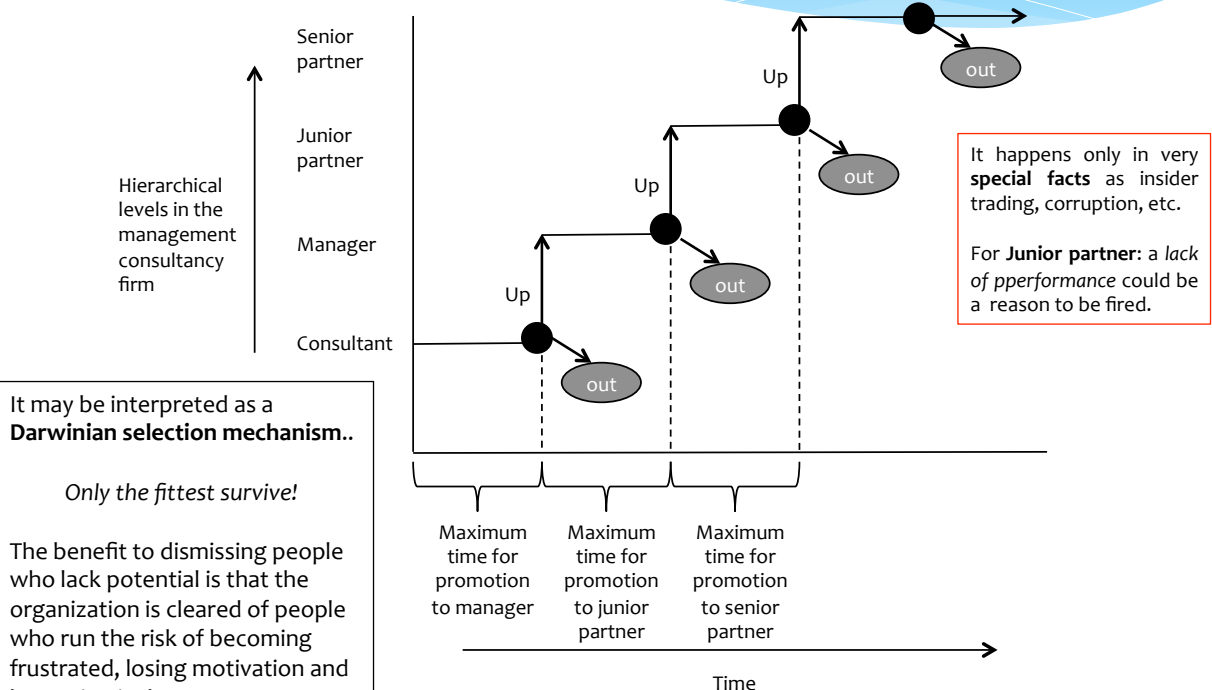 Senior
partner
Junior
partner
Hierarchical
levels in the
management
consultancy
firm
Manager
Consultant
Up
out
Up
out
Up
out
out
It happens only in very
special facts as insider
trading, corruption, etc.
For Junior partner: a lack
of pperformance could be
a reason to be fired.
It may be interpreted as a
Darwinian selection mechanism..
Only the fittest survive!
The benefit to dismissing people
who lack potential is that the
organization is cleared of people
who run the risk of becoming
frustrated, losing motivation and
Maximum
time for
promotion
to manager
Maximum
time for
promotion
to junior
partner
Maximum
time for
promotion
to senior
partner
Time